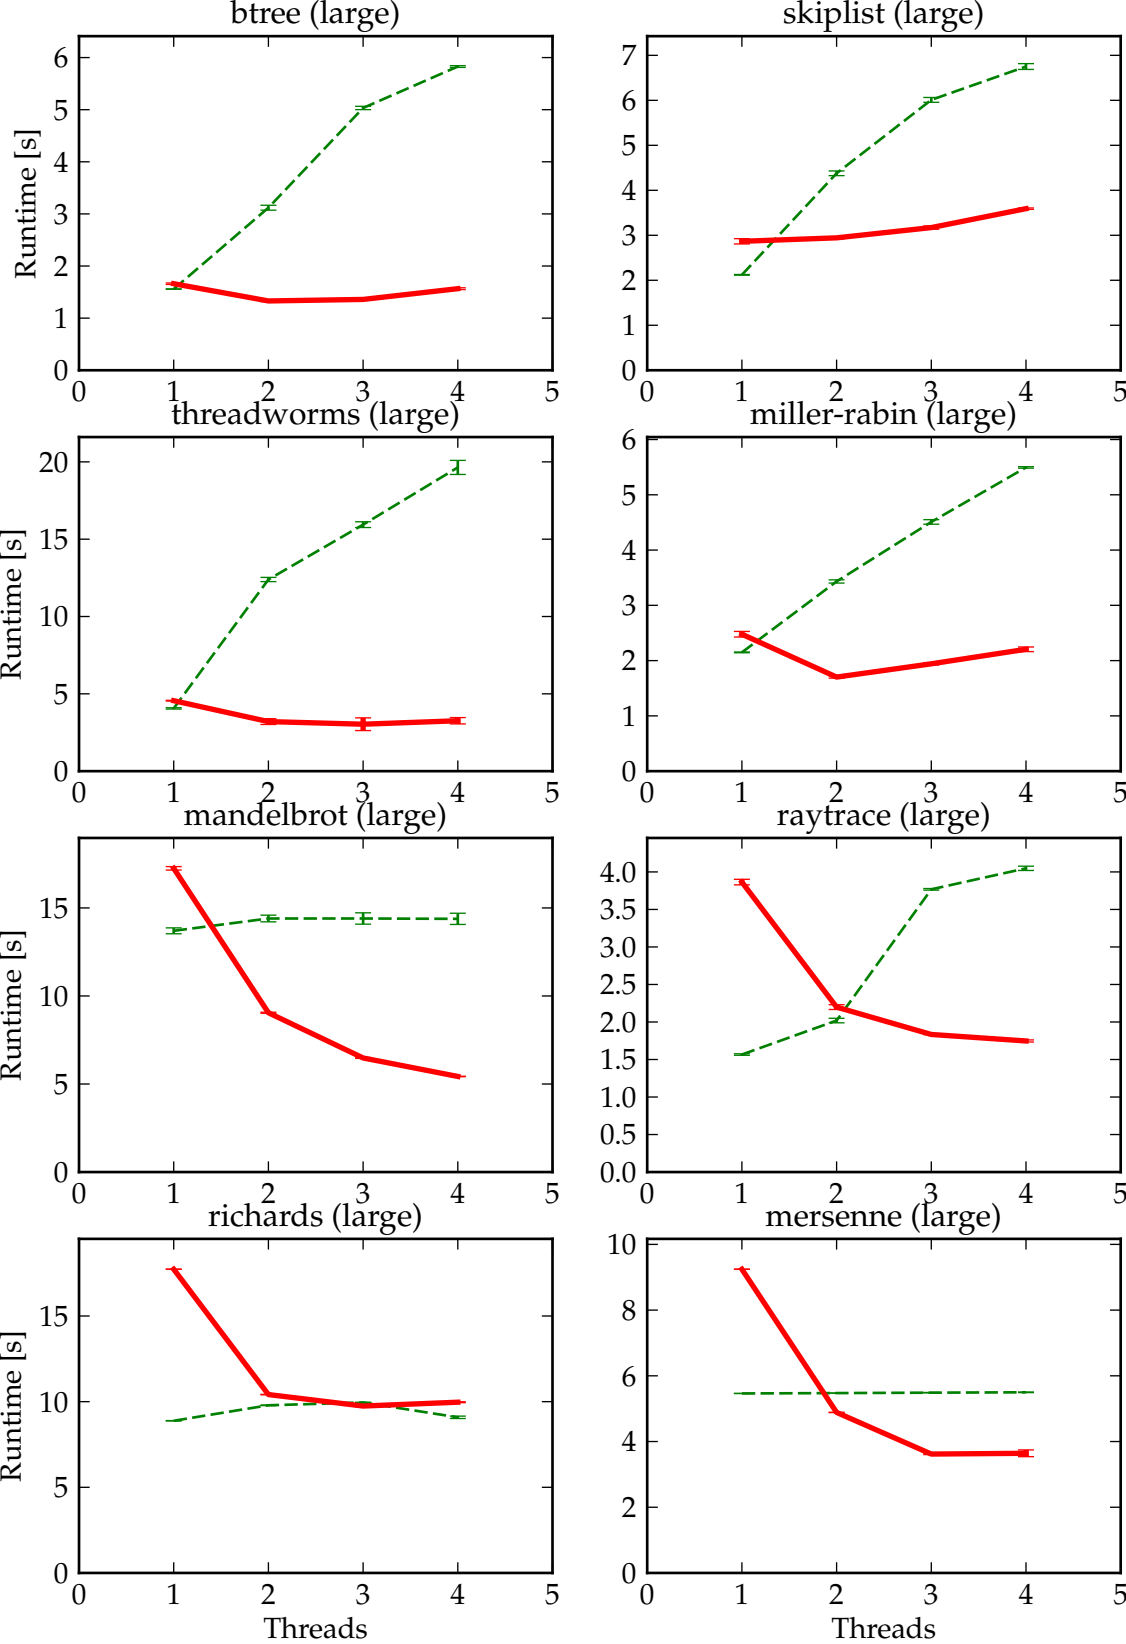 btree (large)
Runtime [s]
6
5
4
3
2
1
0
0 1 2 3 4 5
skiplist (large)
7
6
5
4
3
2
1
0
0 1 2 3 4 5
threadworms (large)
Runtime [s]
20
15
10
5
0
0 1 2 3 4 5
miller-rabin (large)
6
5
4
3
2
1
0
0 1 2 3 4 5
mandelbrot (large)
Runtime [s]
15
10
5
0
0 1 2 3 4 5
raytrace (large)
4.0
3.5
3.0
2.5
2.0
1.5
1.0
0.5
0.0
0 1 2 3 4 5
richards (large)
Runtime [s]
15
10
5
0
0 1 2 3 4 5
Threads
mersenne (large)
10
8
6
4
2
0
0 1 2 3 4 5
Threads